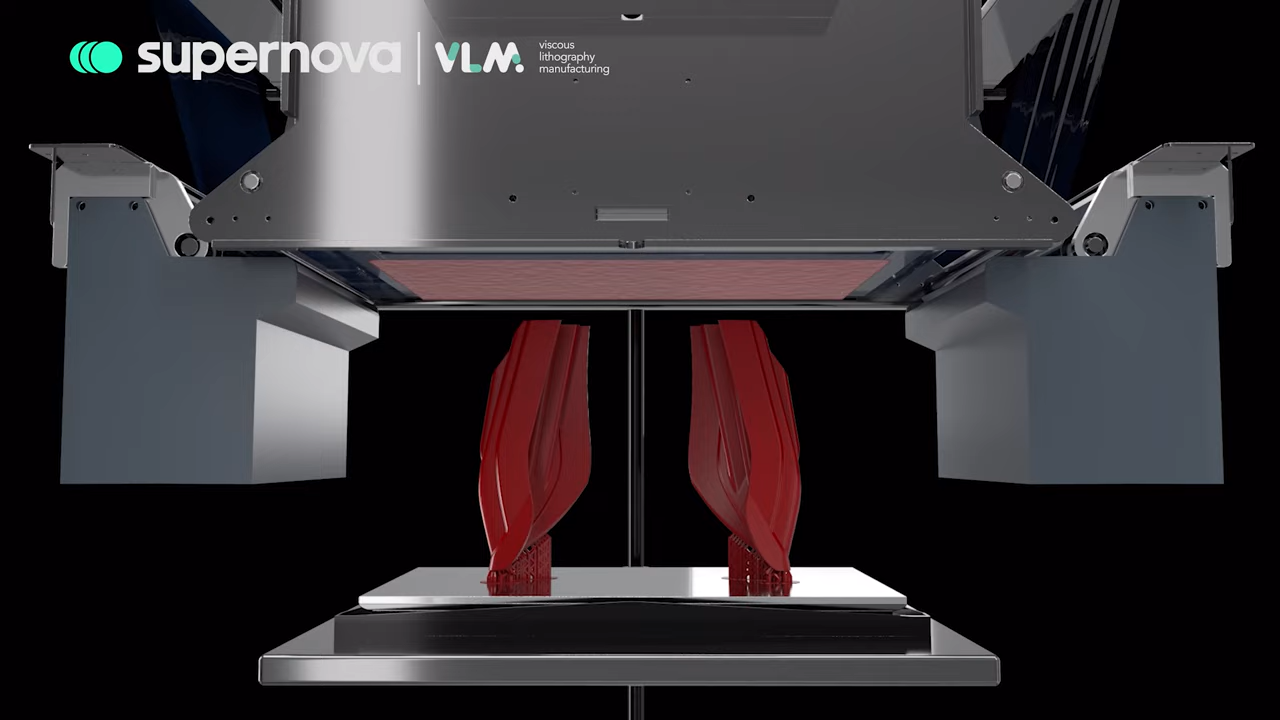 supernova
VLM.
viscous
lithography
manufacturing